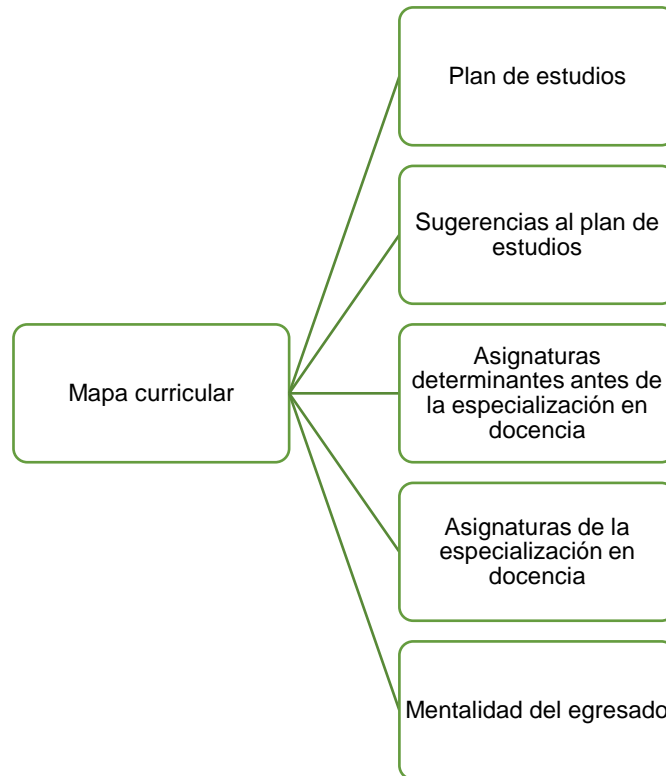 Plan de estudios
Sugerencias al plan de
estudios
Mapa curricular
Asignaturas
determinantes antes de
la especialización en
docencia
Asignaturas de la
especialización en
docencia
Mentalidad del egresado